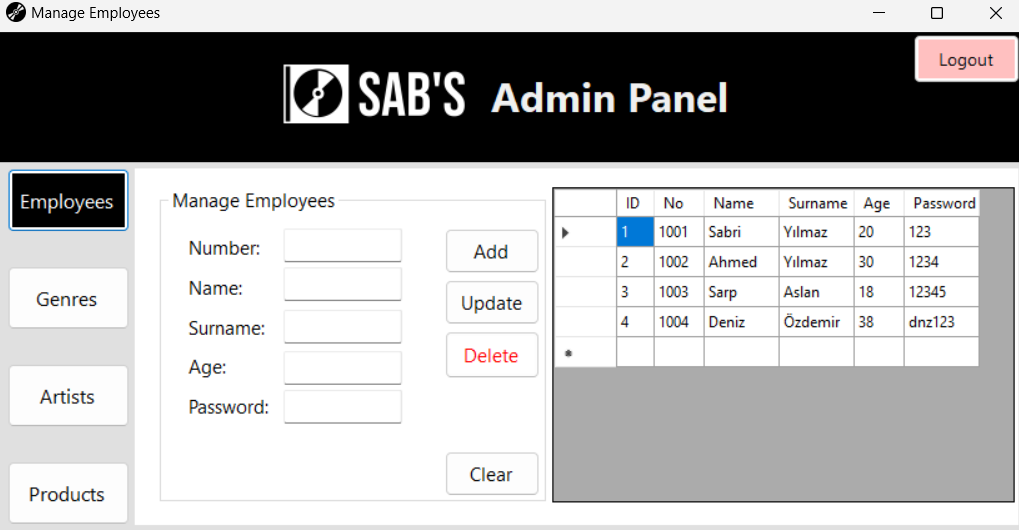 Manage Employees
Logout
SAB'S Admin Panel
Employees
Genres
Artists
Products
Manage Employees
Number:
Name:
Surname:
Age:
Password:
Add
Update
Delete
Clear
ID No Name Surname Age Password
1 1001 Sabri Yılmaz 20 123
2 1002 Ahmed Yılmaz 30 1234
3 1003 Sarp Aslan 18 12345
4 1004 Deniz Özdemir 38 dnz123